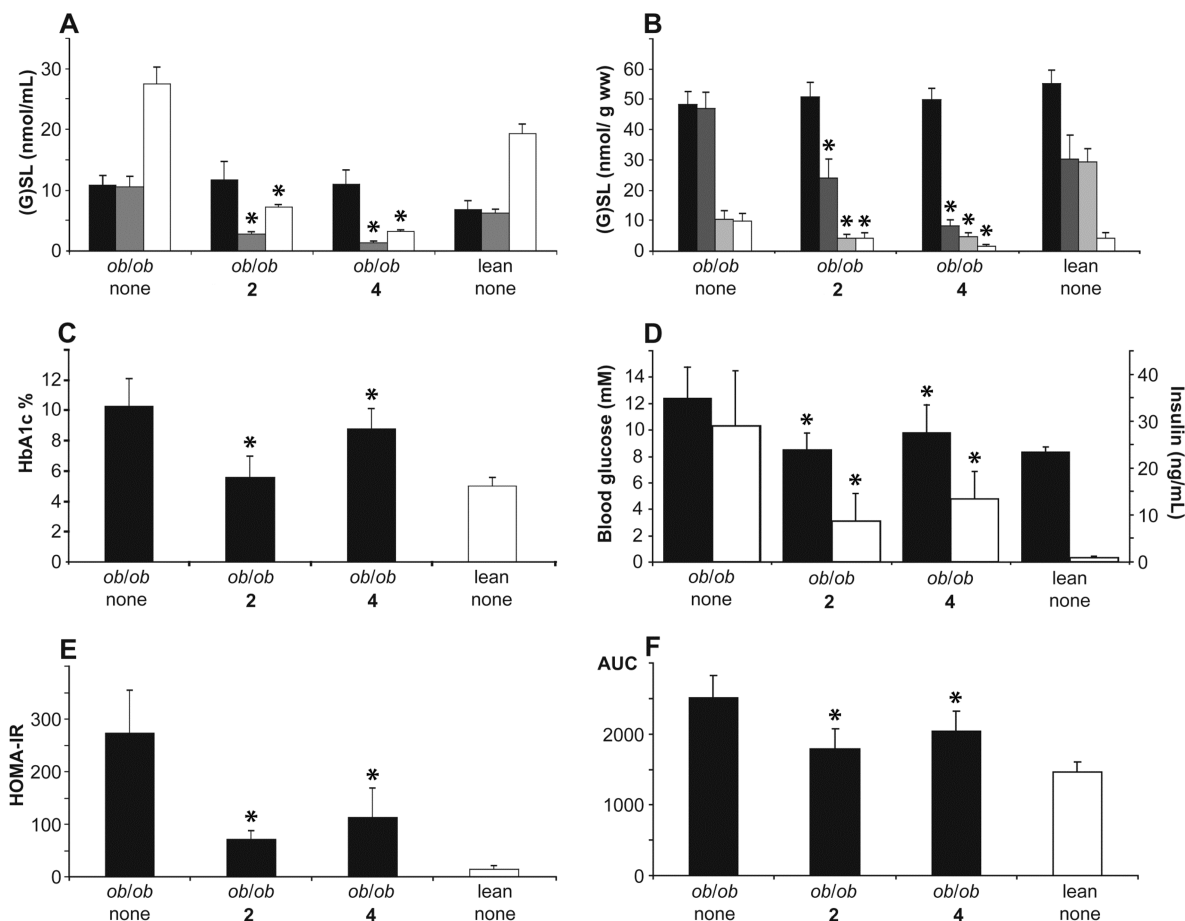 A
(G)SL (nmol/mL)
30
20
10
0
* * * *
ob/ob ob/ob ob/ob lean
none 2 4 none
B
(G)SL (nmol/ g ww)
60
50
40
30
20
10
0
* * * * * *
ob/ob ob/ob ob/ob lean
none 2 4 none
C
HbA1c %
12
10
8
6
4
2
0
* *
ob/ob ob/ob ob/ob lean
none 2 4 none
D
Blood glucose (mM)
14
12
10
8
6
4
2
0
* * * *
40
30
20
10
0
Insulin (ng/mL)
ob/ob ob/ob ob/ob lean
none 2 4 none
E
HOMA-IR
300
200
100
0
* *
ob/ob ob/ob ob/ob lean
none 2 4 none
F
AUC
2000
1000
0
* *
ob/ob ob/ob ob/ob lean
none 2 4 none